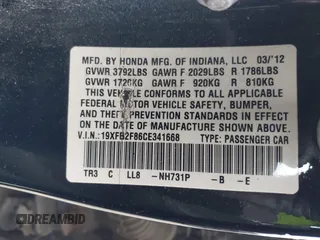 MFD. BY HONDA MFG. OF INDIANA, LLC 03/'12
GVWR 3792LBS GAWR F 2029LBS R 1786LBS
GVWR 1720KG GAWR F 920KG R 810KG
THIS VEHICLE CONFORMS TO ALL APPLICABLE
FEDERAL MOTOR VEHICLE SAFETY, BUMPER,
AND THEFT PREVENTION STANDARDS IN EFFECT ON THE
DATE OF MANUFACTURE SHOWN ABOVE.
V.I.N.: 19XFB2F86CE341668 TYPE: PASSENGER CAR
TR3 C LL8 -NH731P -B -E
DREAMBID